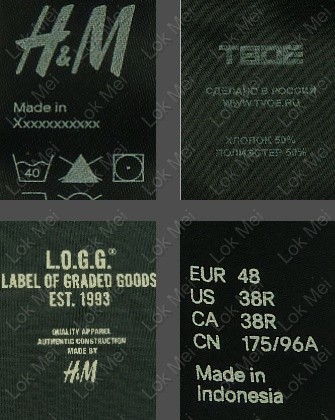 H&M
Made in
Xxxxxxxxxxx
40
ТВОЕ
СДЕЛАНО В РОССИИ
WWW.TVOE.RU
ХЛОПОК 50%
ПОЛИЭСТЕР 50%
L.O.G.G.®
LABEL OF GRADED GOODS
EST. 1993
QUALITY APPAREL
AUTHENTIC CONSTRUCTION
MADE BY
H&M
EUR 48
US 38R
CA 38R
CN 175/96A
Made in
Indonesia
Lok Mei